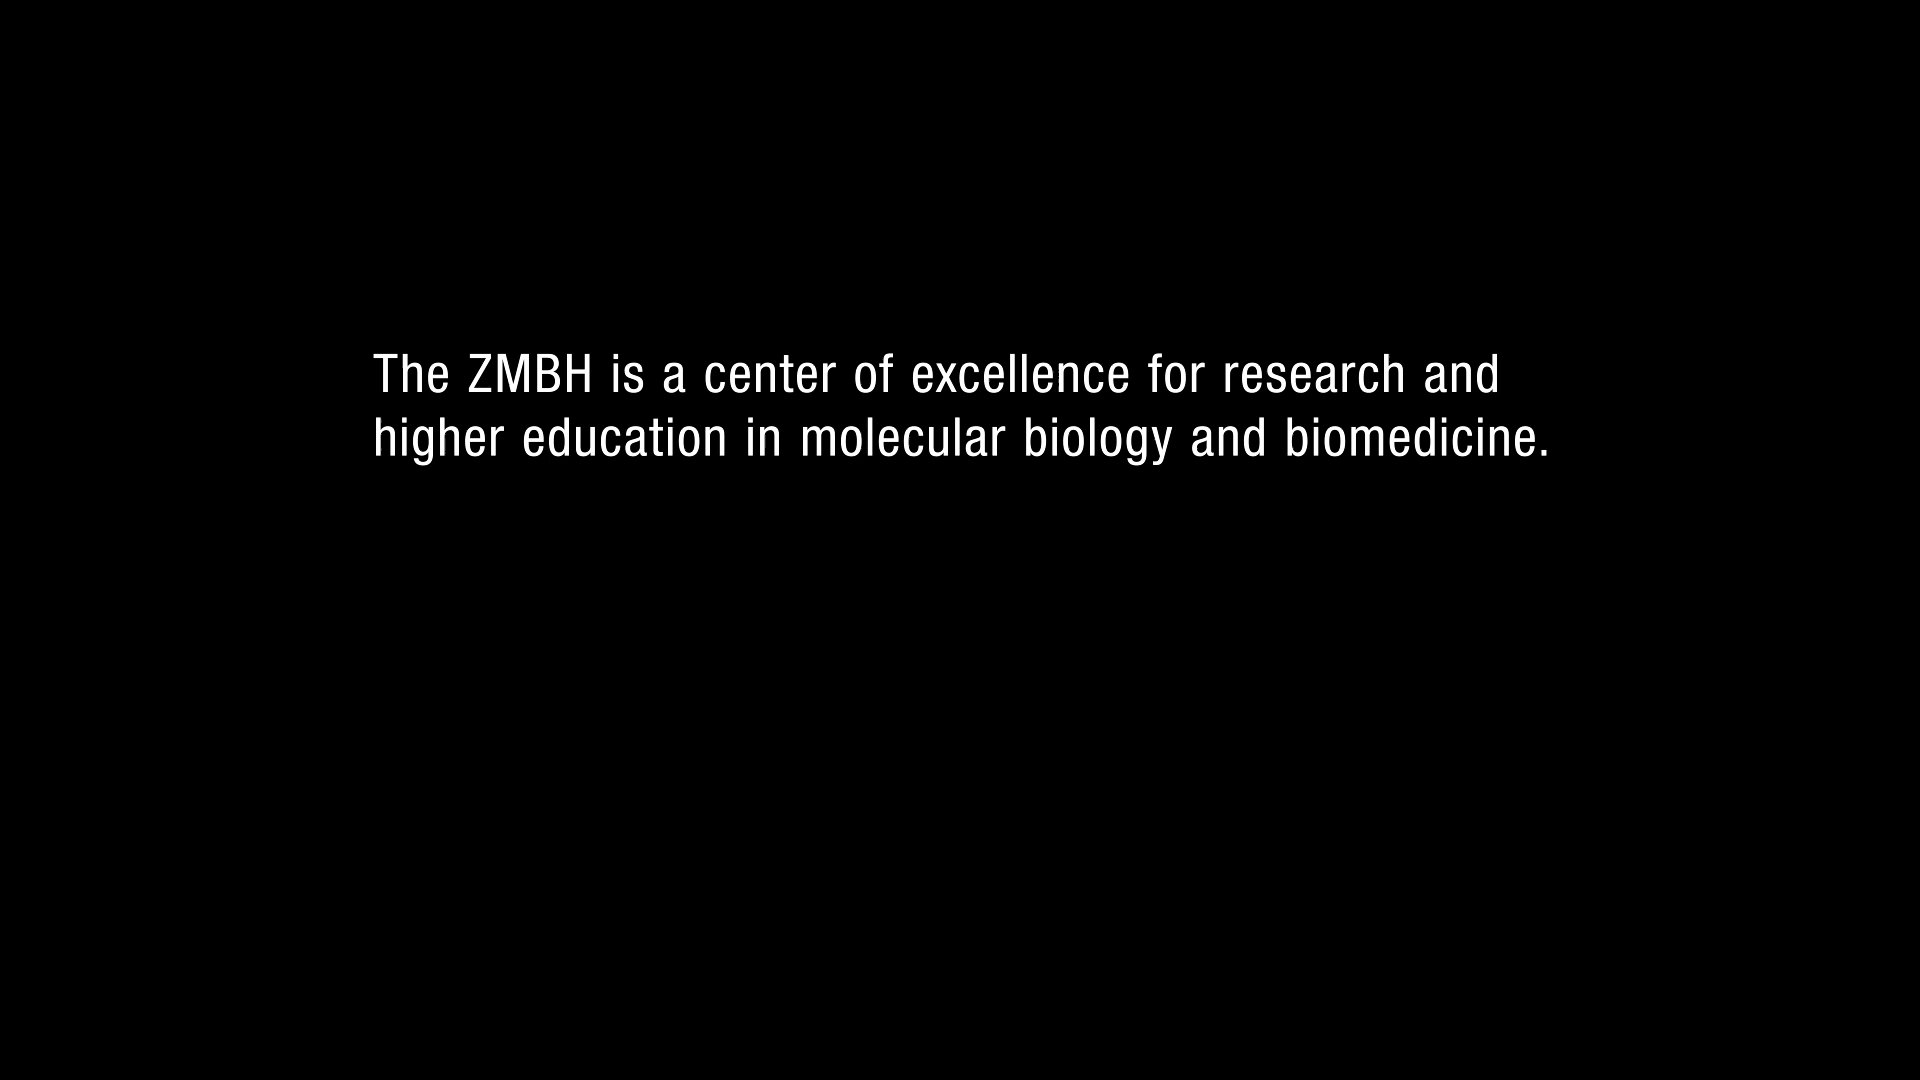 The ZMBH is a center of excellence for research and
higher education in molecular biology and biomedicine.